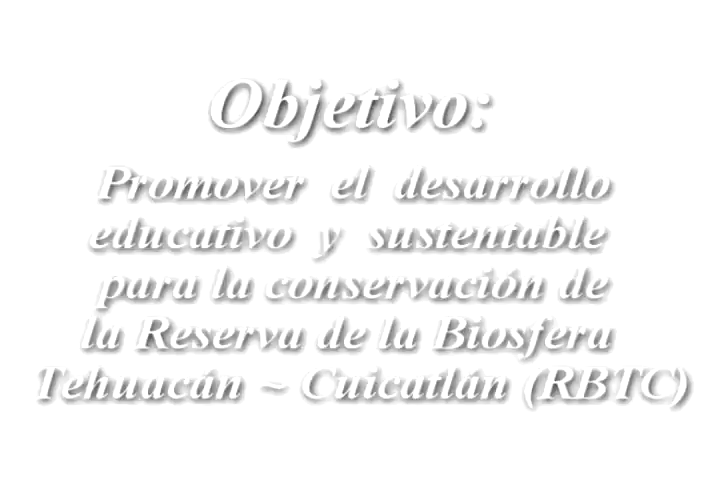 Objetivo:
Promover el desarrollo
educativo y sustentable
para la conservación de
la Reserva de la Biosfera
Tehuacán ~ Cuicatlán (RBTC)